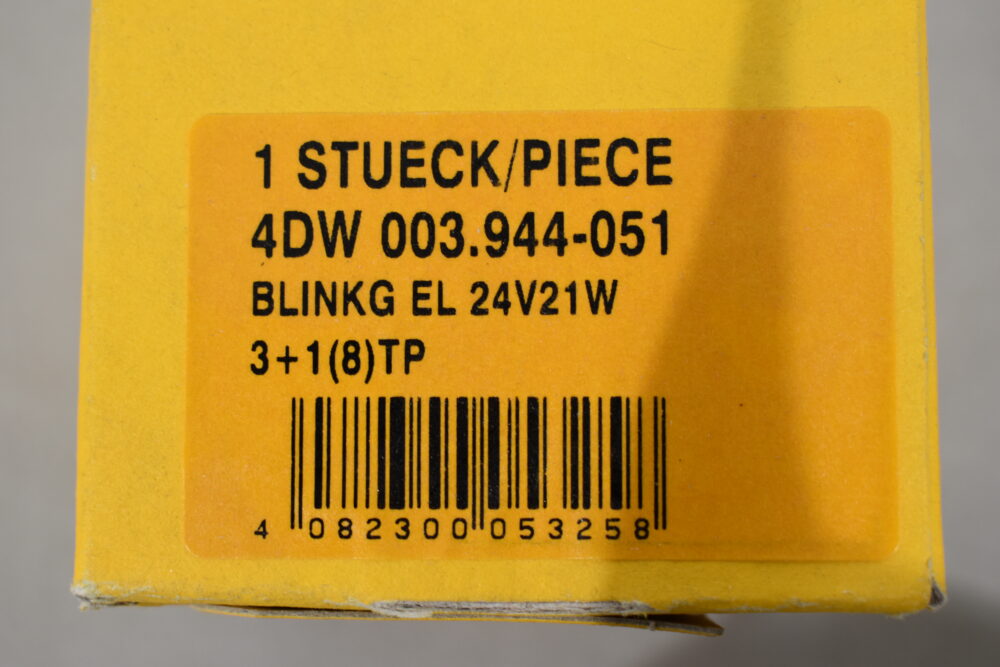 1 STUECK/PIECE
4DW 003.944-051
BLINKG EL 24V21W
3+1(8)TP
4 082300 053258